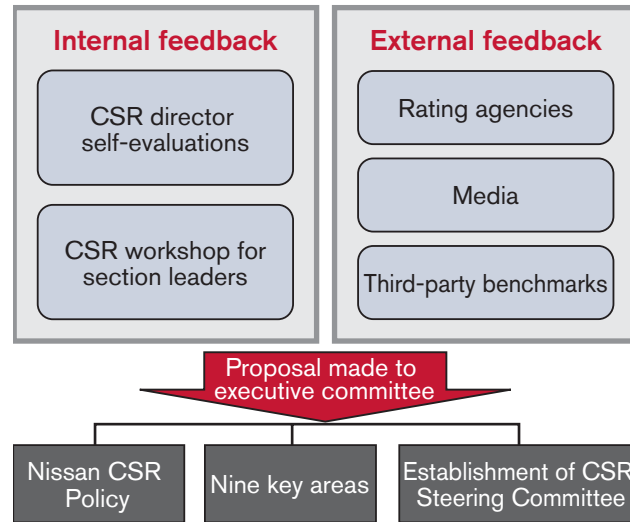 Internal feedback
CSR director
self-evaluations
CSR workshop for
section leaders
External feedback
Rating agencies
Media
Third-party benchmarks
Proposal made to
executive committee
Nissan CSR
Policy
Nine key areas
Establishment of CSR
Steering Committee